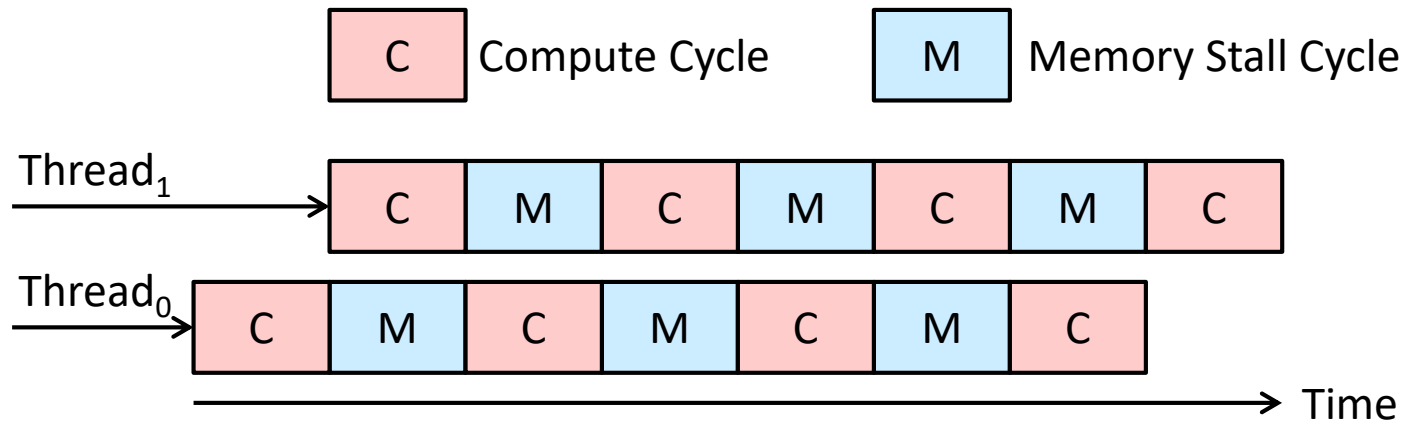 C Compute Cycle M Memory Stall Cycle
Thread₁
C M C M C M C
Thread₀
C M C M C M C
Time